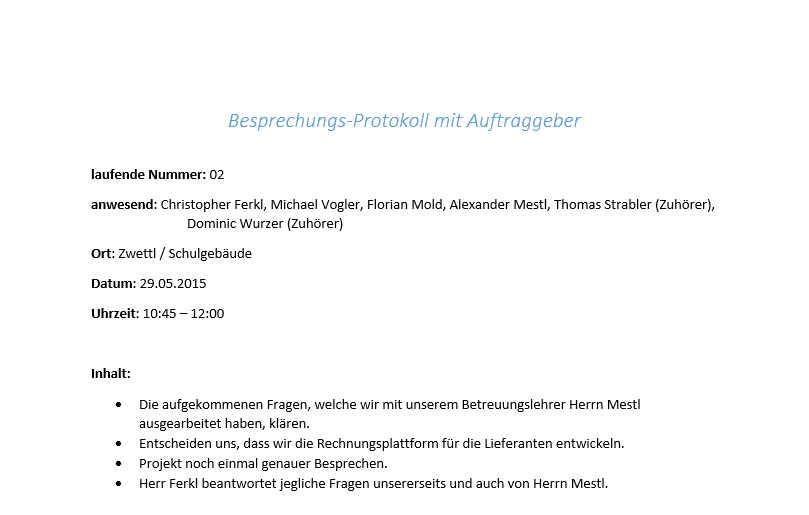 Besprechungs-Protokoll mit Auftraggeber
laufende Nummer: 02
anwesend: Christopher Ferkl, Michael Vogler, Florian Mold, Alexander Mestl, Thomas Strabler (Zuhörer),
Dominic Wurzer (Zuhörer)
Ort: Zwettl / Schulgebäude
Datum: 29.05.2015
Uhrzeit: 10:45 – 12:00
Inhalt:
• Die aufgekommenen Fragen, welche wir mit unserem Betreuungslehrer Herrn Mestl
ausgearbeitet haben, klären.
• Entscheiden uns, dass wir die Rechnungsplattform für die Lieferanten entwickeln.
• Projekt noch einmal genauer Besprechen.
• Herr Ferkl beantwortet jegliche Fragen unsererseits und auch von Herrn Mestl.